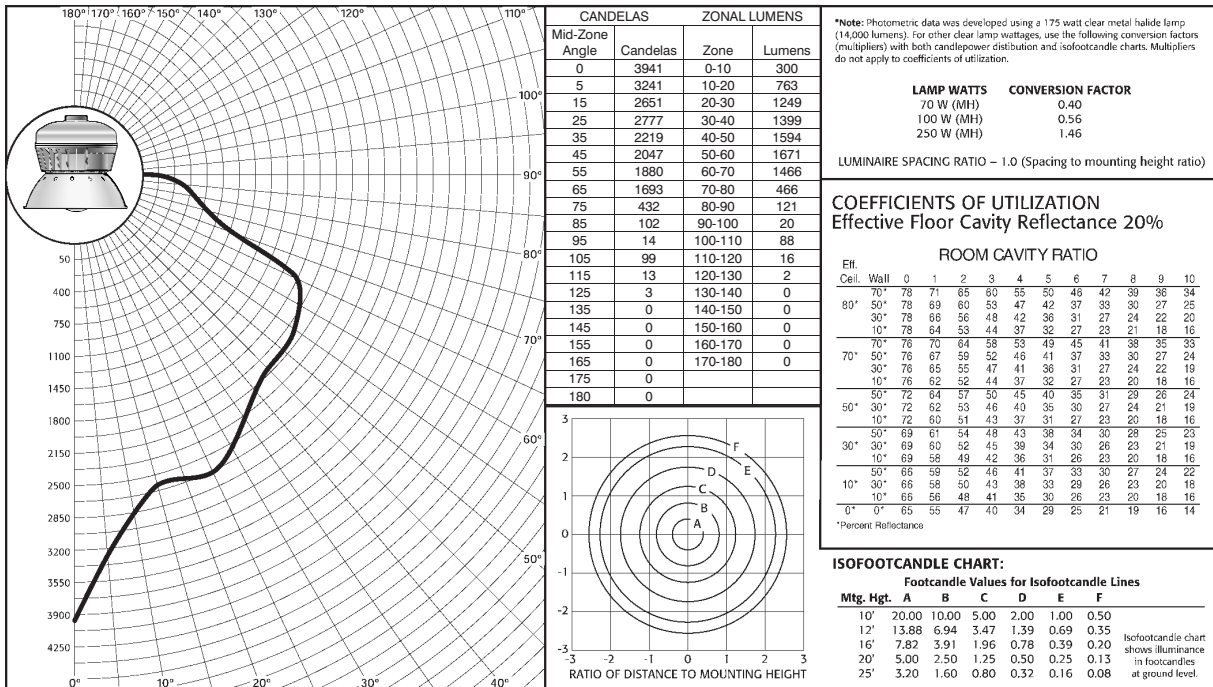 180° 170° 160° 150° 140° 130° 120° 110°
100°
90°
80°
70°
60°
50°
50
400
750
1100
1450
1800
2150
2500
2850
3200
3550
3900
4250
0° 10° 20° 30° 40°
CANDELAS ZONAL LUMENS
Mid-Zone
Angle Candelas Zone Lumens
0 3941 0-10 300
5 3241 10-20 763
15 2651 20-30 1249
25 2777 30-40 1399
35 2219 40-50 1594
45 2047 50-60 1671
55 1880 60-70 1466
65 1693 70-80 466
75 432 80-90 121
85 102 90-100 20
95 14 100-110 88
105 99 110-120 16
115 13 120-130 2
125 3 130-140 0
135 0 140-150 0
145 0 150-160 0
155 0 160-170 0
165 0 170-180 0
175 0
180 0
3
2
1
0
-1
-2
-3
F
E
D
C
B
A
-3 -2 -1 0 1 2 3
RATIO OF DISTANCE TO MOUNTING HEIGHT
*Note: Photometric data was developed using a 175 watt clear metal halide lamp
(14,000 lumens). For other clear lamp wattages, use the following conversion factors
(multipliers) with both candlepower distibution and isofootcandle charts. Multipliers
do not apply to coefficients of utilization.
LAMP WATTS CONVERSION FACTOR
70 W (MH) 0.40
100 W (MH) 0.56
250 W (MH) 1.46
LUMINAIRE SPACING RATIO – 1.0 (Spacing to mounting height ratio)
COEFFICIENTS OF UTILIZATION
Effective Floor Cavity Reflectance 20%
ROOM CAVITY RATIO
Eff.
Ceil. Wall 0 1 2 3 4 5 6 7 8 9 10
70* 78 71 65 60 55 50 46 42 39 36 34
80* 50* 78 69 60 53 47 42 37 33 30 27 25
30* 78 66 56 48 42 36 31 27 24 22 20
10* 78 64 53 44 37 32 27 23 21 18 16
70* 76 70 64 58 53 49 45 41 38 35 33
70* 50* 76 67 59 52 46 41 37 33 30 27 24
30* 76 65 55 47 41 36 31 27 24 22 19
10* 76 62 52 44 37 32 27 23 20 18 16
50* 72 64 57 50 45 40 35 31 29 26 24
50* 30* 72 62 53 46 40 35 30 27 24 21 19
10* 72 60 51 43 37 31 27 23 20 18 16
50* 69 61 54 48 43 38 34 30 28 25 23
30* 30* 69 60 52 45 39 34 30 26 23 21 19
10* 69 58 49 42 36 31 26 23 20 18 16
50* 66 59 52 46 41 37 33 30 27 24 22
10* 30* 66 58 50 43 38 33 29 26 23 20 18
10* 66 56 48 41 35 30 26 23 20 18 16
0* 0* 65 55 47 40 34 29 25 21 19 16 14
*Percent Reflectance
ISOFOOTCANDLE CHART:
Footcandle Values for Isofootcandle Lines
Mtg. Hgt. A B C D E F
10' 20.00 10.00 5.00 2.00 1.00 0.50
12' 13.88 6.94 3.47 1.39 0.69 0.35
16' 7.82 3.91 1.96 0.78 0.39 0.20
20' 5.00 2.50 1.25 0.50 0.25 0.13
25' 3.20 1.60 0.80 0.32 0.16 0.08
Isofootcandle chart
shows illuminance
in footcandles
at ground level.